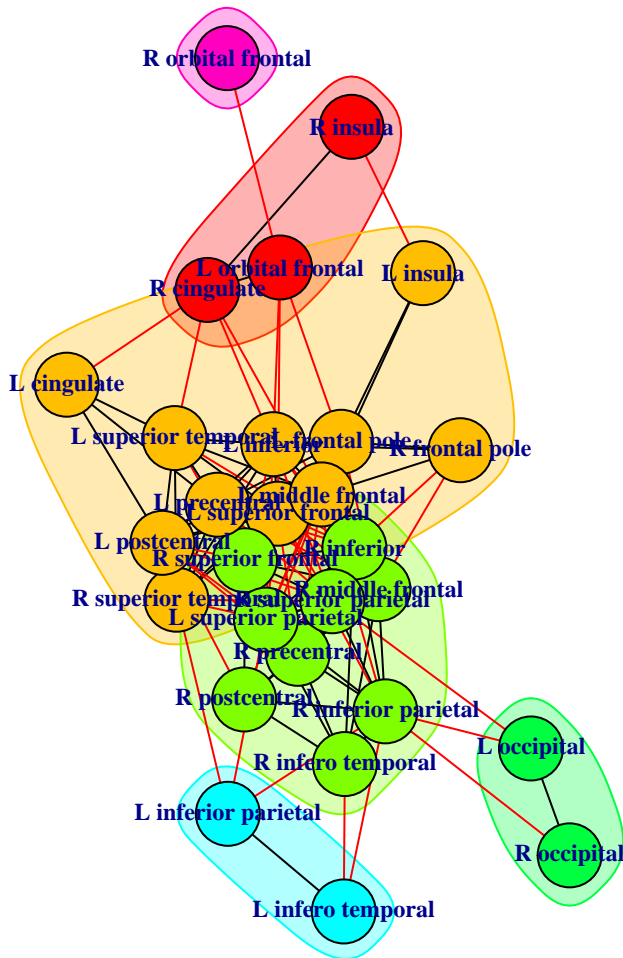 R orbital frontal
R insula
L orbital frontal
L insula
R cingulate
L cingulate
L superior temporal
L inferior
L frontal pole
R frontal pole
L middle frontal
L precentral
L superior frontal
L postcentral
R inferior
R superior frontal
R middle frontal
R superior temporal
R superior parietal
L superior parietal
R precentral
R postcentral
R inferior parietal
L occipital
R infero temporal
L inferior parietal
R occipital
L infero temporal